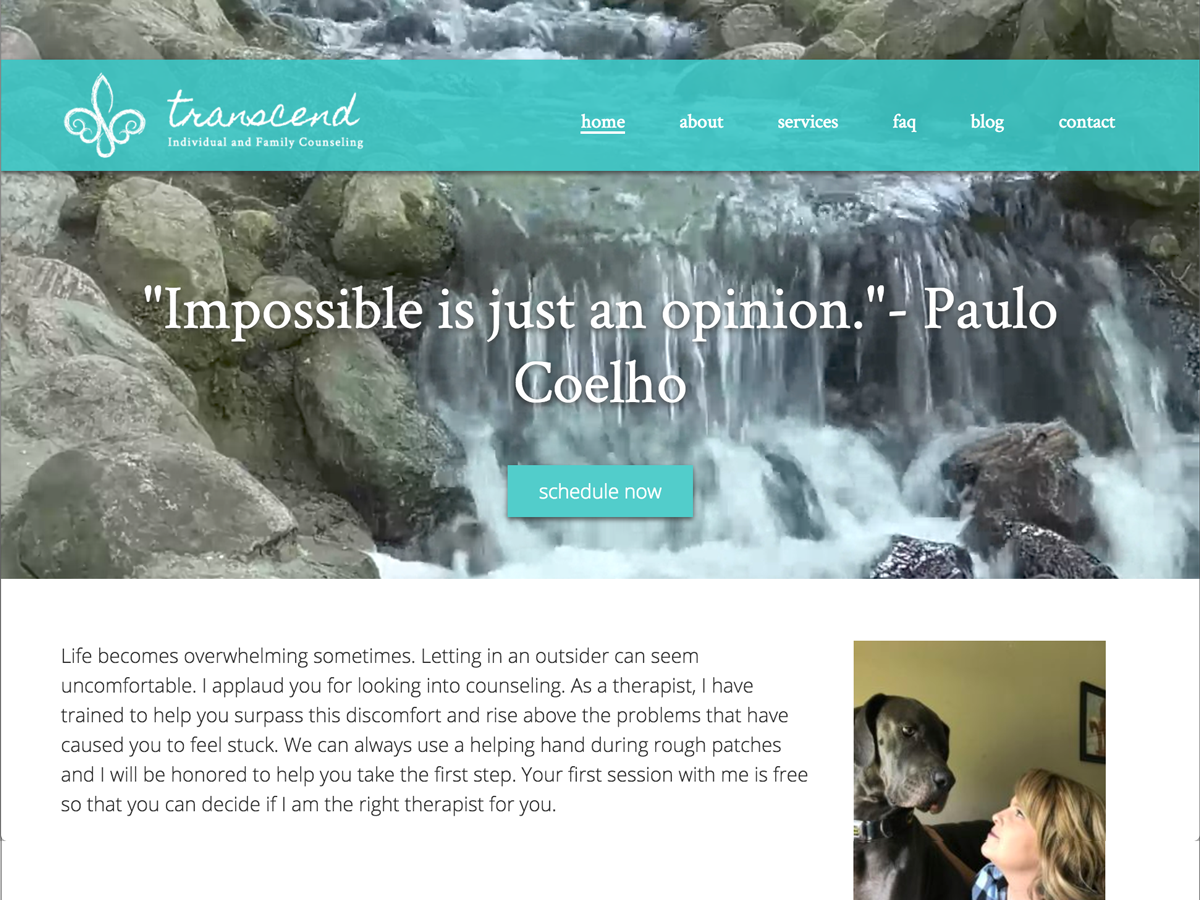 transcend
Individual and Family Counseling
home about services faq blog contact
"Impossible is just an opinion."- Paulo
Coelho
schedule now
Life becomes overwhelming sometimes. Letting in an outsider can seem
uncomfortable. I applaud you for looking into counseling. As a therapist, I have
trained to help you surpass this discomfort and rise above the problems that have
caused you to feel stuck. We can always use a helping hand during rough patches
and I will be honored to help you take the first step. Your first session with me is free
so that you can decide if I am the right therapist for you.